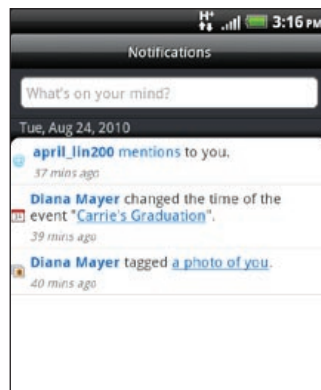 H+ 3:16 PM
Notifications
What's on your mind?
Tue, Aug 24, 2010
april_lin200 mentions to you.
37 mins ago
Diana Mayer changed the time of the
event "Carrie's Graduation".
39 mins ago
Diana Mayer tagged a photo of you.
40 mins ago